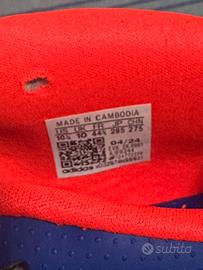 MADE IN CAMBODIA
US UK FR JP CHN
10½ 10 44⅔ 285 275
04/24
adidas
subito